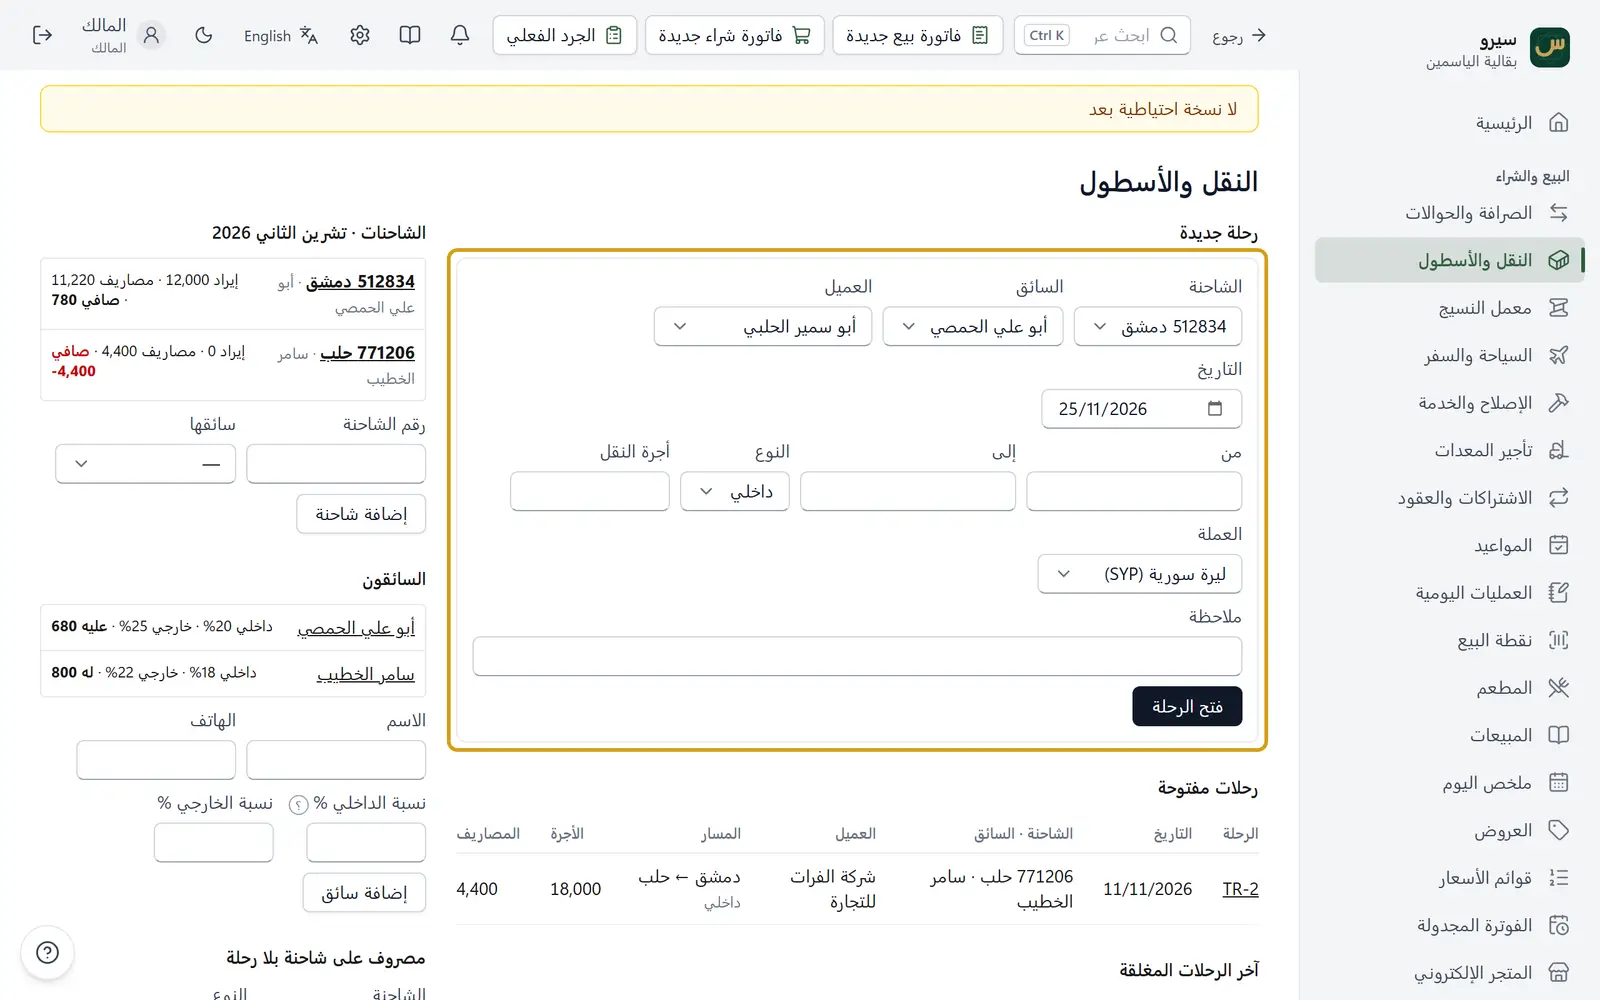 سيرو
بقالية الياسمين
الرئيسية
البيع والشراء
الصرافة والحوالات
النقل والأسطول
معمل النسيج
السياحة والسفر
الإصلاح والخدمة
تأجير المعدات
الاشتراكات والعقود
المواعيد
العمليات اليومية
نقطة البيع
المطعم
المبيعات
ملخص اليوم
العروض
قوائم الأسعار
الفوترة المجدولة
المتجر الإلكتروني
رجوع
ابحث عن Ctrl K
فاتورة بيع جديدة
فاتورة شراء جديدة
الجرد الفعلي
English
المالك
المالك
لا نسخة احتياطية بعد
النقل والأسطول
رحلة جديدة
الشاحنة السائق العميل
512834 دمشق أبو علي الحمصي أبو سمير الحلبي
التاريخ
25/11/2026
من إلى النوع أجرة النقل
داخلي
العملة
ليرة سورية (SYP)
ملاحظة
فتح الرحلة
رحلات مفتوحة
الرحلة التاريخ الشاحنة · السائق العميل المسار الأجرة المصاريف
TR-2 11/11/2026 771206 حلب · سامر الخطيب شركة الفرات للتجارة دمشق ← حلب 18,000 4,400
داخلي
آخر الرحلات المغلقة
الشاحنات · تشرين الثاني 2026
512834 دمشق · أبو علي الحمصي
إيراد 12,000 · مصاريف 11,220 · صافي 780
771206 حلب · سامر الخطيب
إيراد 0 · مصاريف 4,400 · صافي -4,400
رقم الشاحنة سائقها
—
إضافة شاحنة
السائقون
أبو علي الحمصي داخلي 20% · خارجي 25% · عليه 680
سامر الخطيب داخلي 18% · خارجي 22% · له 800
الاسم الهاتف
نسبة الداخلي % ؟ نسبة الخارجي %
إضافة سائق
مصروف على شاحنة بلا رحلة
الشاحنة النوع